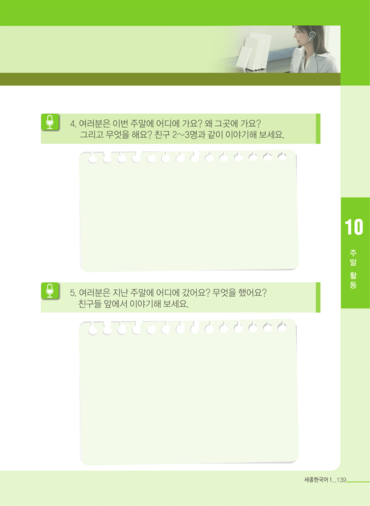 4. 여러분은 이번 주말에 어디에 가요? 왜 그곳에 가요?
그리고 무엇을 해요? 친구 2~3명과 같이 이야기해 보세요.
10
주말 활동
5. 여러분은 지난 주말에 어디에 갔어요? 무엇을 했어요?
친구들 앞에서 이야기해 보세요.
세종한국어 1_139